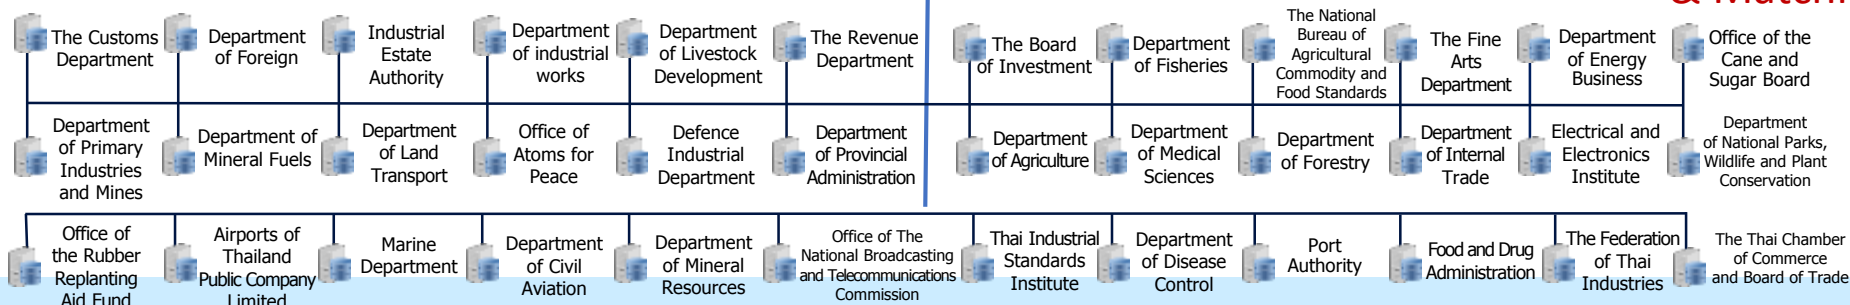 The Customs
Department
Department
of Foreign
Industrial
Estate
Authority
Department
of industrial
works
Department
of Livestock
Development
The Revenue
Department
The Board
of Investment
Department
of Fisheries
The National
Bureau of
Agricultural
Commodity and
Food Standards
The Fine
Arts
Department
Department
of Energy
Business
Office of the
Cane and
Sugar Board
Department
of Primary
Industries
and Mines
Department of
Mineral Fuels
Department
of Land
Transport
Office of
Atoms for
Peace
Defence
Industrial
Department
Department
of Provincial
Administration
Department
of Agriculture
Department
of Medical
Sciences
Department
of Forestry
Department
of Internal
Trade
Electrical and
Electronics
Institute
Department
of National Parks,
Wildlife and Plant
Conservation
Office of
the Rubber
Replanting
Aid Fund
Airports of
Thailand
Public Company
Limited
Marine
Department
Department
of Civil
Aviation
Department
of Mineral
Resources
Office of The
National Broadcasting
and Telecommunications
Commission
Thai Industrial
Standards
Institute
Department
of Disease
Control
Port
Authority
Food and Drug
Administration
The Federation
of Thai
Industries
The Thai Chamber
of Commerce
and Board of Trade